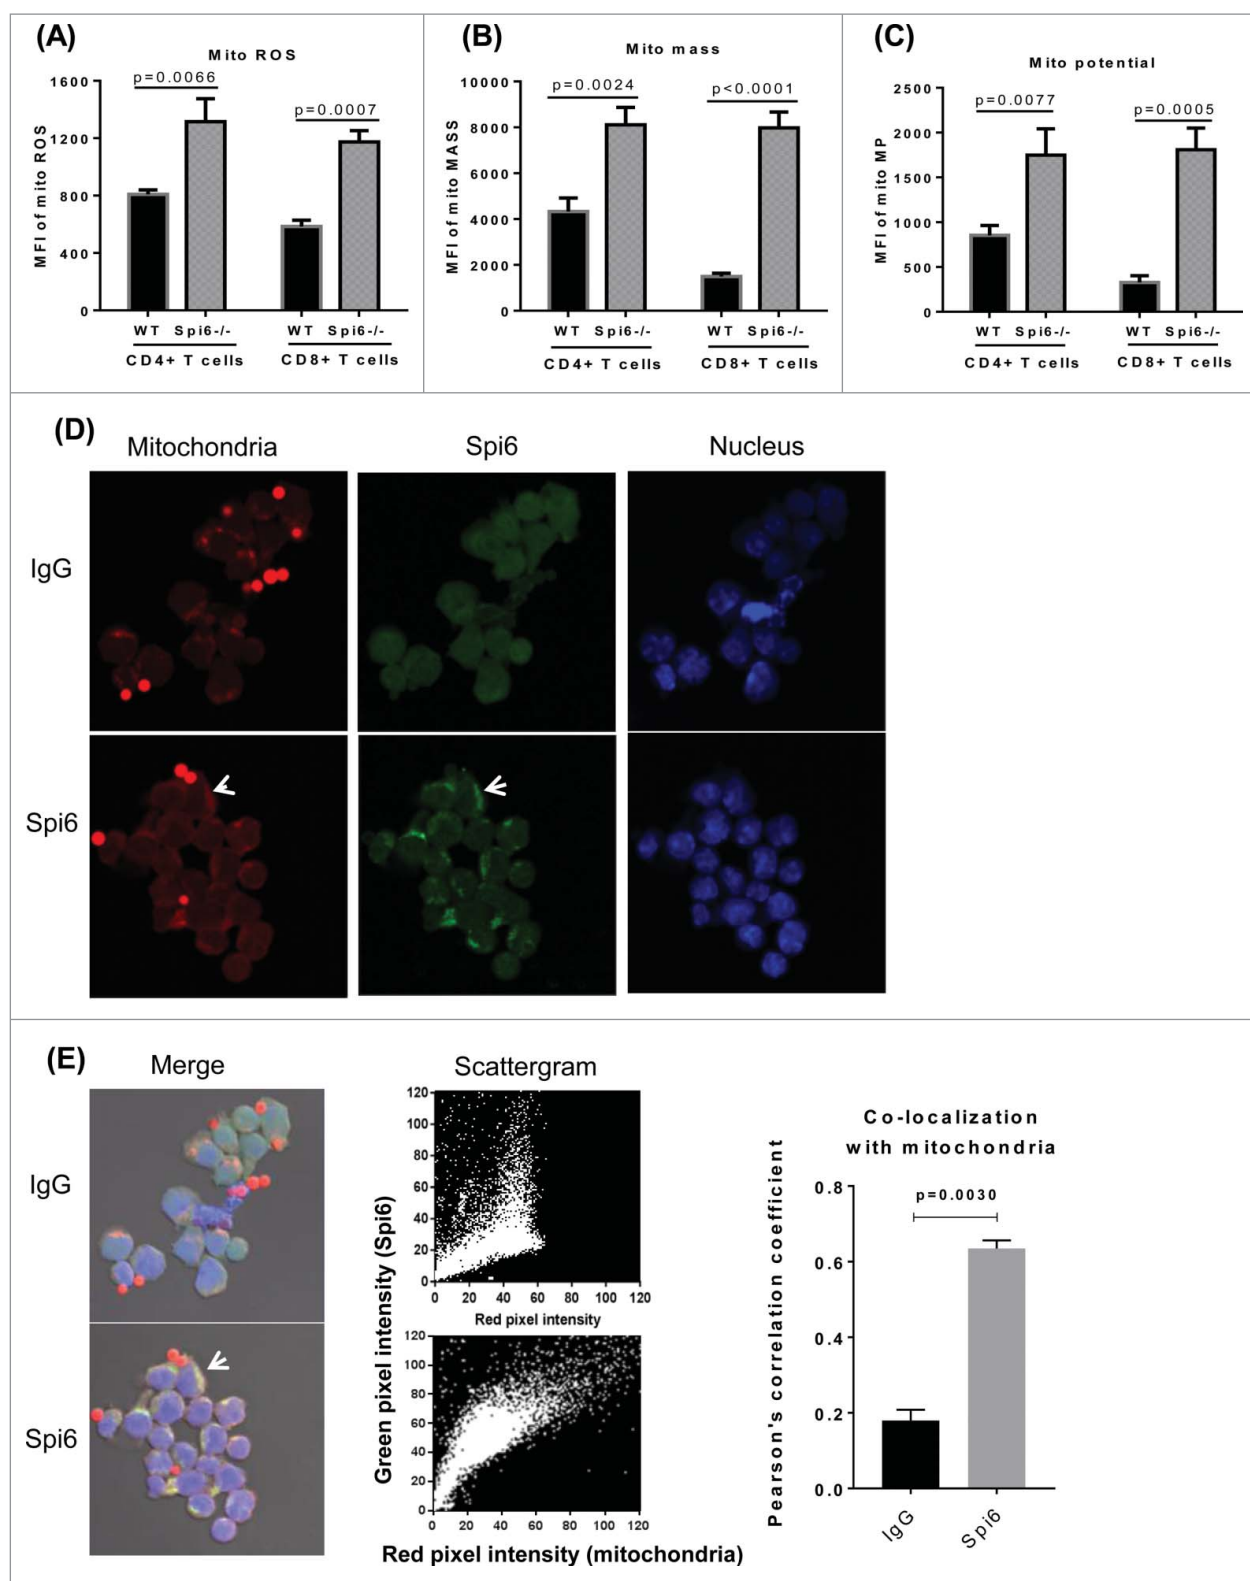 (A)
Mito ROS
p=0.0066
p=0.0007
MFI of mito ROS
1600
1200
800
400
0
WT Spi6-/- WT Spi6-/-
CD4+ T cells CD8+ T cells
(B)
Mito mass
p=0.0024
p<0.0001
MFI of mito MASS
10000
8000
6000
4000
2000
0
WT Spi6-/- WT Spi6-/-
CD4+ T cells CD8+ T cells
(C)
Mito potential
p=0.0077
p=0.0005
MFI of mito MP
2500
2000
1500
1000
500
0
WT Spi6-/- WT Spi6-/-
CD4+ T cells CD8+ T cells
(D)
Mitochondria Spi6 Nucleus
IgG
Spi6
(E)
Merge
IgG
Spi6
Scattergram
Green pixel intensity (Spi6)
120
100
80
60
40
20
0
0 20 40 60 80 100 120
Red pixel intensity
120
100
80
60
40
20
0
0 20 40 60 80 100 120
Red pixel intensity (mitochondria)
Co-localization
with mitochondria
p=0.0030
Pearson's correlation coefficient
0.8
0.6
0.4
0.2
0.0
IgG
Spi6